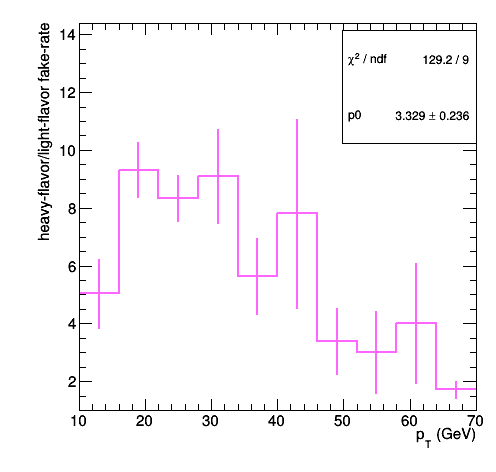 heavy-flavor/light-flavor fake-rate
14
12
10
8
6
4
2
χ² / ndf 129.2 / 9
p0 3.329 ± 0.236
10 20 30 40 50 60 70
p_T (GeV)